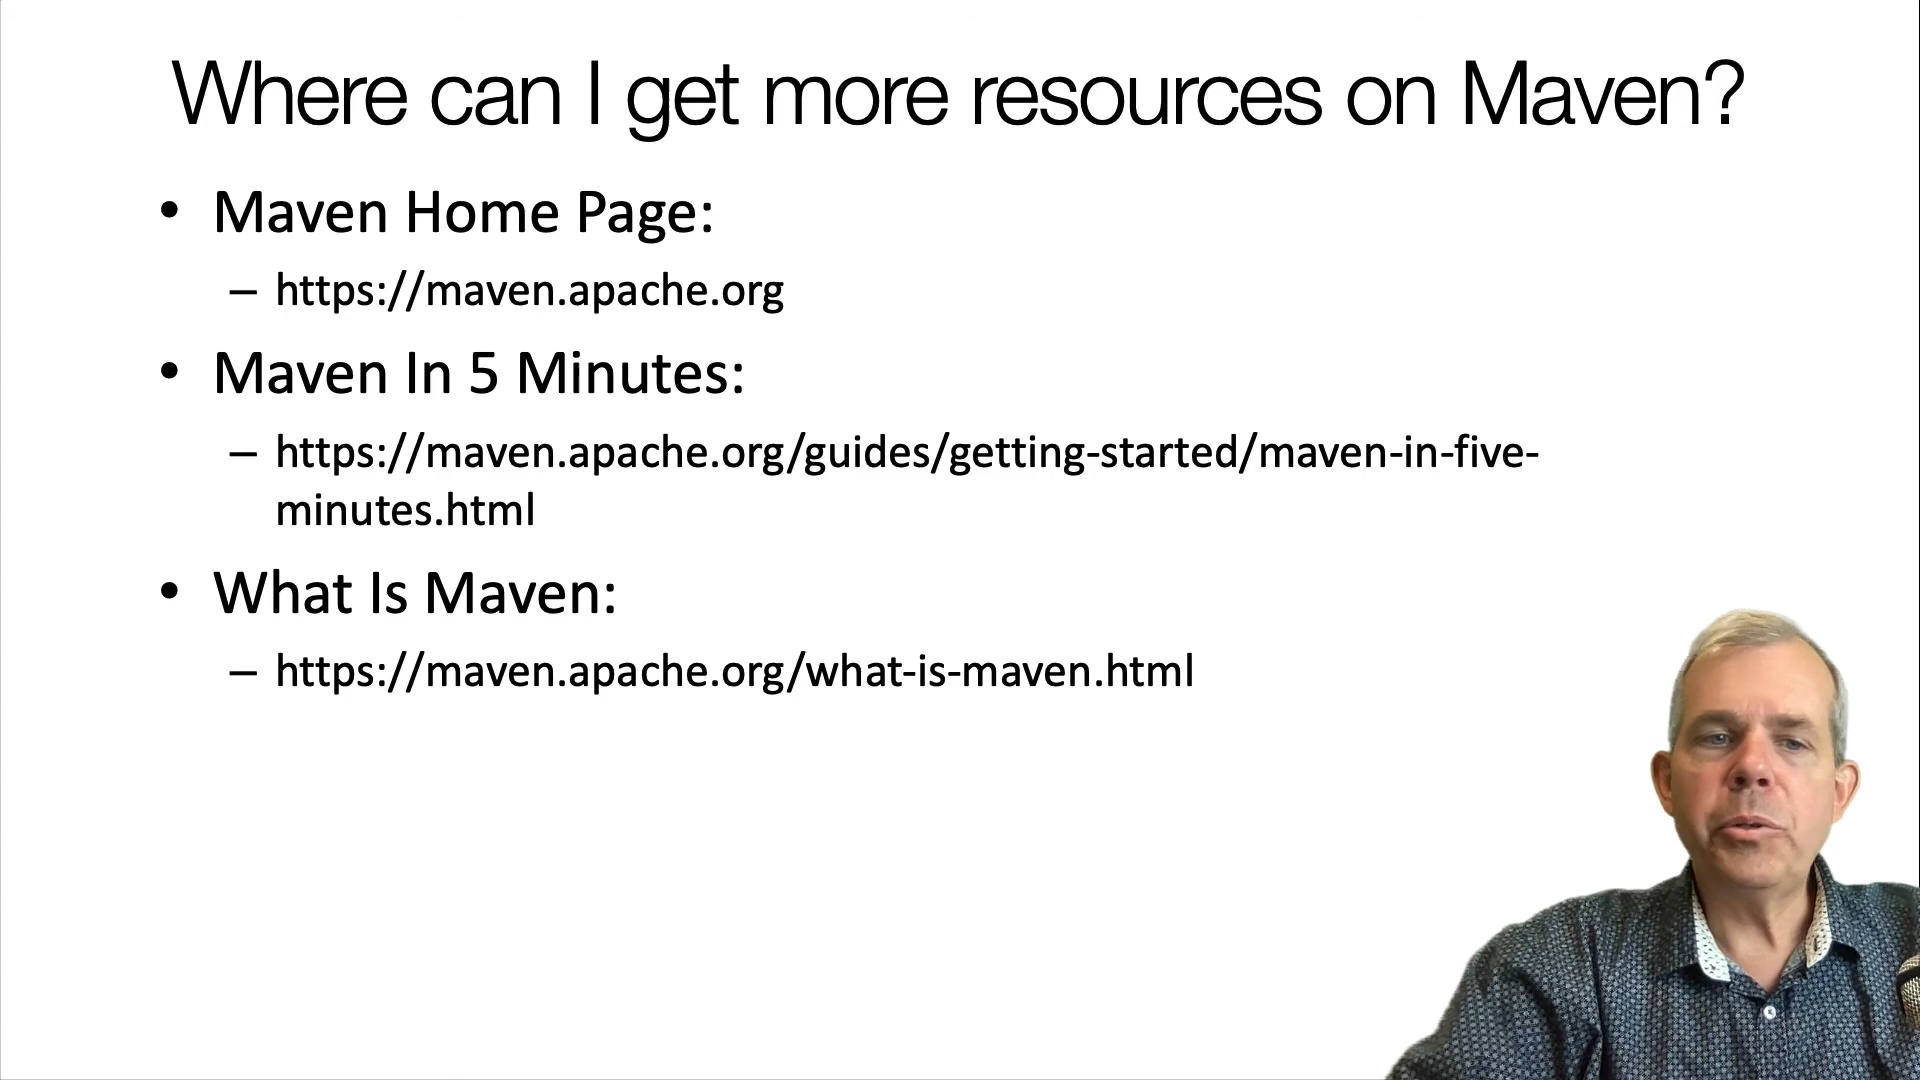 Where can I get more resources on Maven?
• Maven Home Page:
– https://maven.apache.org
• Maven In 5 Minutes:
– https://maven.apache.org/guides/getting-started/maven-in-five-
minutes.html
• What Is Maven:
– https://maven.apache.org/what-is-maven.html